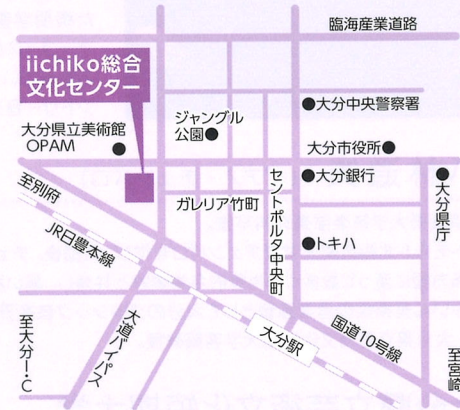 臨海産業道路
iichiko総合
文化センター
ジャングル
公園
大分中央警察署
大分県立美術館
OPAM
大分市役所
大分銀行
大分県庁
至別府
ガレリア竹町
セントポルタ中央町
トキハ
JR日豊本線
大分駅
国道10号線
大道バイパス
至大分I・C
至宮崎